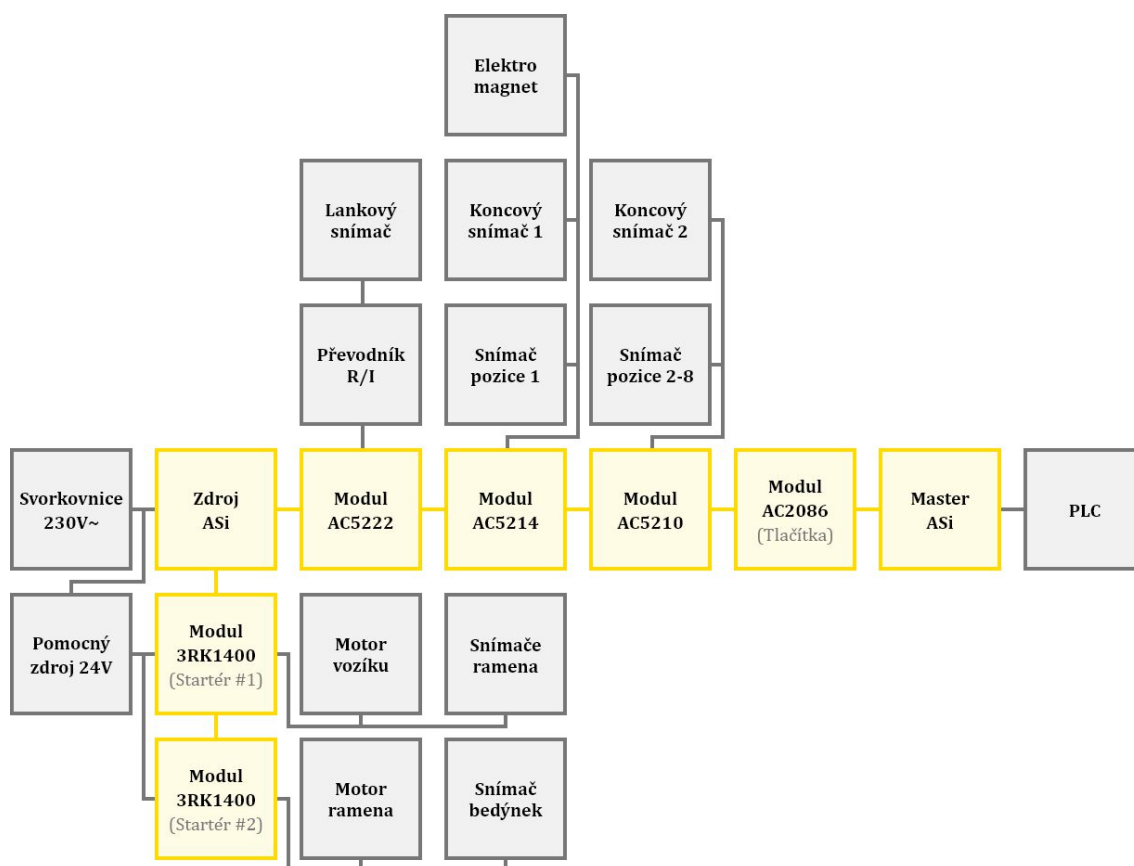 Elektro
magnet
Lankový
snímač
Koncový
snímač 1
Koncový
snímač 2
Převodník
R/I
Snímač
pozice 1
Snímač
pozice 2-8
Svorkovnice
230V~
Zdroj
ASi
Modul
AC5222
Modul
AC5214
Modul
AC5210
Modul
AC2086
(Tlačítka)
Master
ASi
PLC
Pomocný
zdroj 24V
Modul
3RK1400
(Startér #1)
Motor
vozíku
Snímače
ramena
Modul
3RK1400
(Startér #2)
Motor
ramena
Snímač
bedýnek